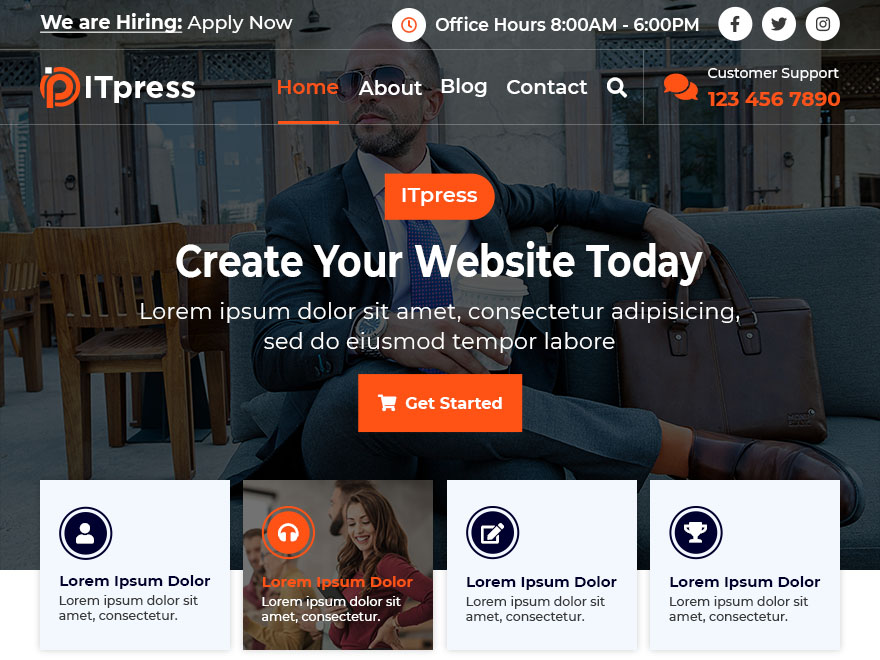 We are Hiring: Apply Now
Office Hours 8:00AM - 6:00PM
ITpress
Home
About
Blog
Contact
Customer Support
123 456 7890
ITpress
Create Your Website Today
Lorem ipsum dolor sit amet, consectetur adipisicing,
sed do eiusmod tempor labore
Get Started
Lorem Ipsum Dolor
Lorem ipsum dolor sit
amet, consectetur.
Lorem Ipsum Dolor
Lorem ipsum dolor sit
amet, consectetur.
Lorem Ipsum Dolor
Lorem ipsum dolor sit
amet, consectetur.
Lorem Ipsum Dolor
Lorem ipsum dolor sit
amet, consectetur.